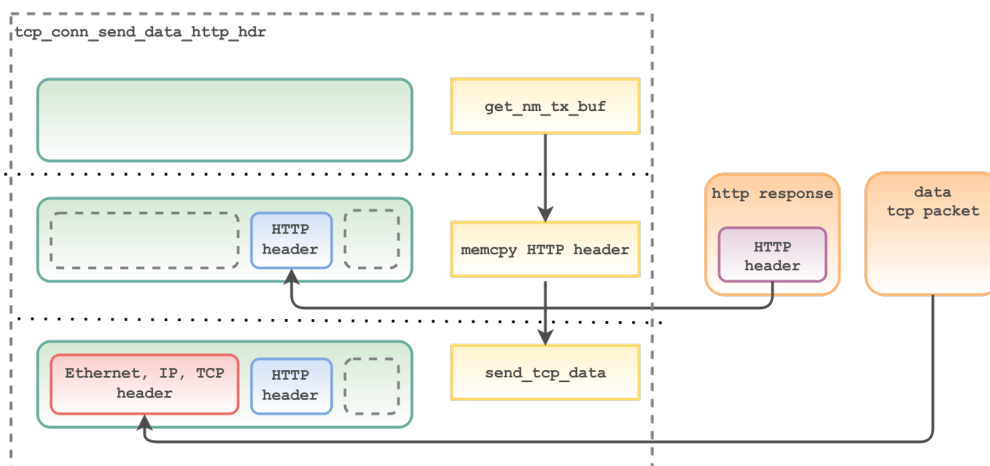 tcp_conn_send_data_http_hdr
get_nm_tx_buf
http response
data
tcp packet
HTTP
header
memcpy HTTP header
HTTP
header
Ethernet, IP, TCP
header
HTTP
header
send_tcp_data